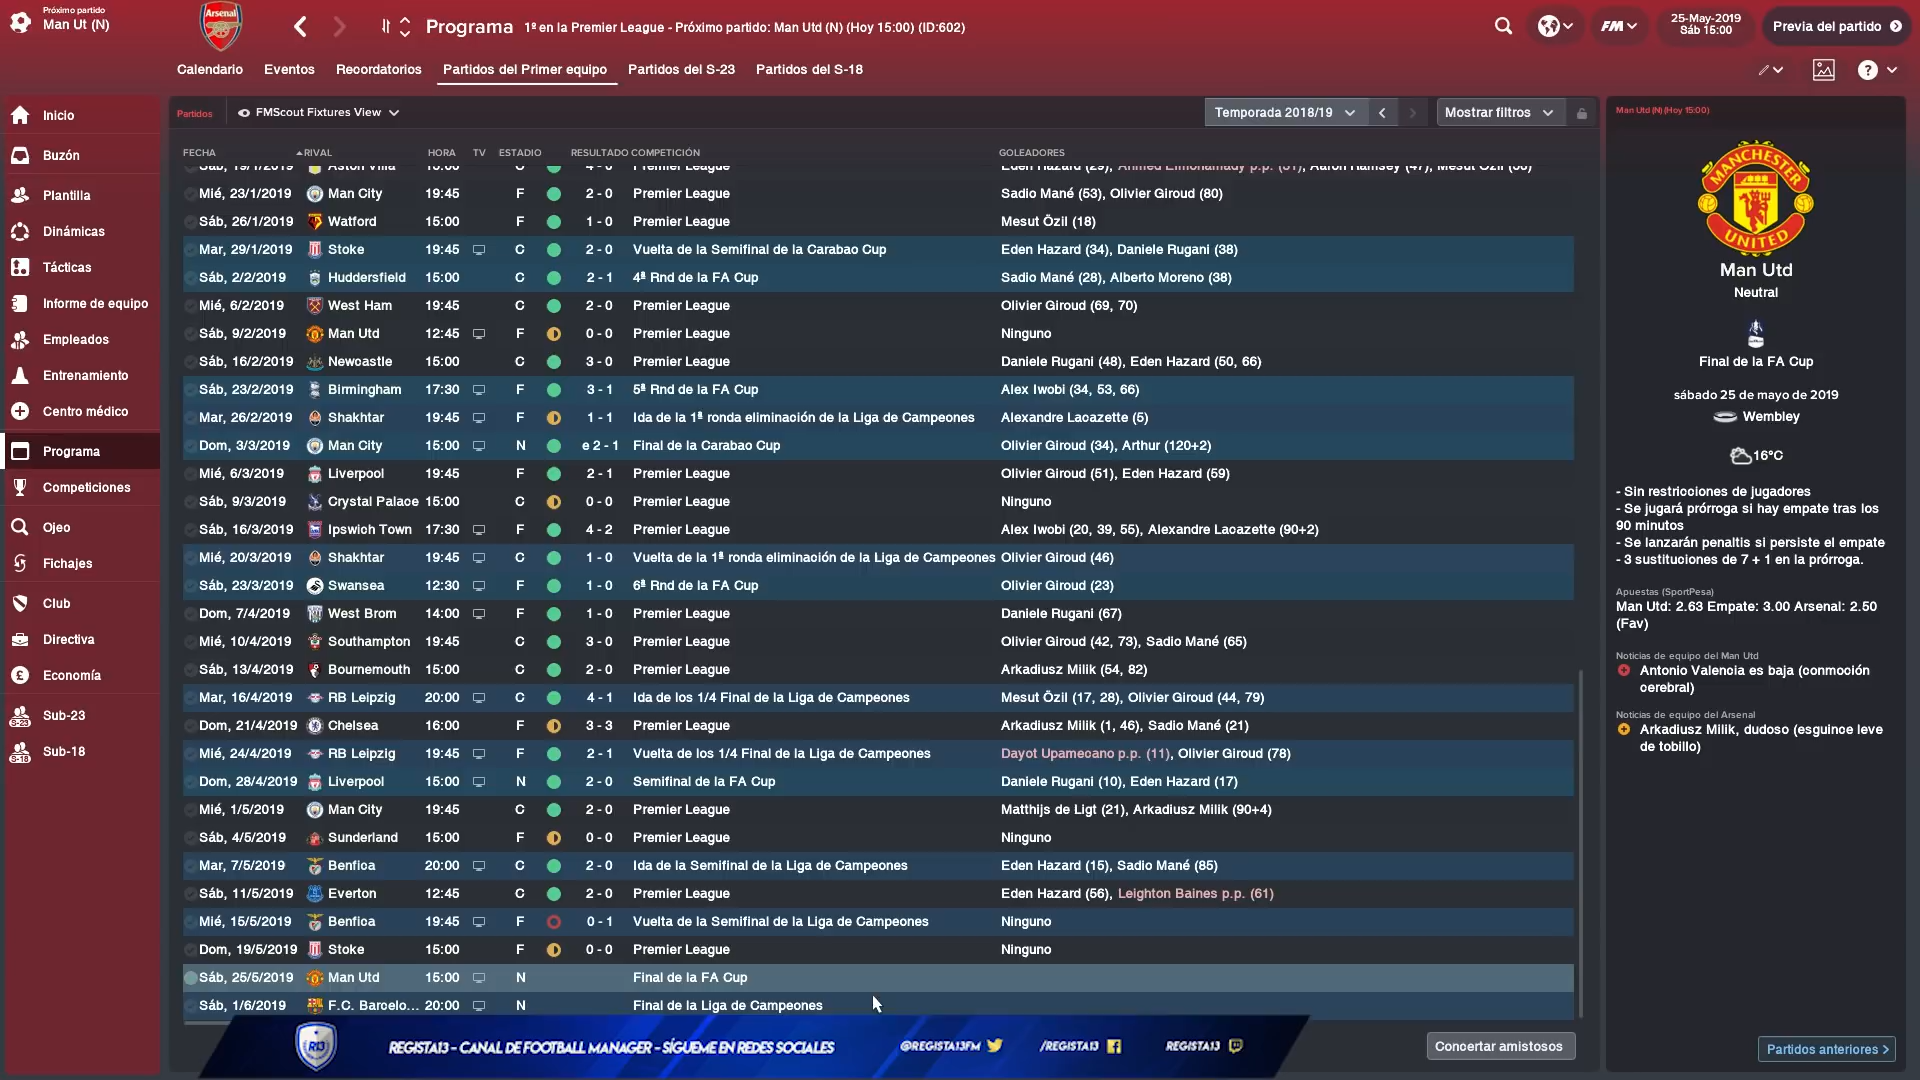 Próximo partido
Man Ut (N)
Arsenal
Programa 1ª en la Premier League - Próximo partido: Man Utd (N) (Hoy 15:00) (ID:602)
FM
25-May-2019
Sáb 15:00
Previa del partido
Calendario Eventos Recordatorios Partidos del Primer equipo Partidos del S-23 Partidos del S-18
Inicio
Buzón
Plantilla
Dinámicas
Tácticas
Informe de equipo
Empleados
Entrenamiento
Centro médico
Programa
Competiciones
Ojeo
Fichajes
Club
Directiva
Economía
Sub-23
Sub-18
Partidos FMScout Fixtures View Temporada 2018/19 Mostrar filtros
FECHA RIVAL HORA TV ESTADIO RESULTADO COMPETICIÓN GOLEADORES
Sáb, 19/1/2019 Aston Villa 15:00 C 4 - 0 Premier League Eden Hazard (29), Ahmed Elmohamady p.p. (31), Aaron Ramsey (47), Mesut Özil (58)
Mié, 23/1/2019 Man City 19:45 F 2 - 0 Premier League Sadio Mané (53), Olivier Giroud (80)
Sáb, 26/1/2019 Watford 15:00 F 1 - 0 Premier League Mesut Özil (18)
Mar, 29/1/2019 Stoke 19:45 C 2 - 0 Vuelta de la Semifinal de la Carabao Cup Eden Hazard (34), Daniele Rugani (38)
Sáb, 2/2/2019 Huddersfield 15:00 C 2 - 1 4ª Rnd de la FA Cup Sadio Mané (28), Alberto Moreno (38)
Mié, 6/2/2019 West Ham 19:45 C 2 - 0 Premier League Olivier Giroud (69, 70)
Sáb, 9/2/2019 Man Utd 12:45 F 0 - 0 Premier League Ninguno
Sáb, 16/2/2019 Newcastle 15:00 C 3 - 0 Premier League Daniele Rugani (48), Eden Hazard (50, 66)
Sáb, 23/2/2019 Birmingham 17:30 F 3 - 1 5ª Rnd de la FA Cup Alex Iwobi (34, 53, 66)
Mar, 26/2/2019 Shakhtar 19:45 F 1 - 1 Ida de la 1ª ronda eliminación de la Liga de Campeones Alexandre Lacazette (5)
Dom, 3/3/2019 Man City 15:00 N e 2 - 1 Final de la Carabao Cup Olivier Giroud (34), Arthur (120+2)
Mié, 6/3/2019 Liverpool 19:45 F 2 - 1 Premier League Olivier Giroud (51), Eden Hazard (59)
Sáb, 9/3/2019 Crystal Palace 15:00 C 0 - 0 Premier League Ninguno
Sáb, 16/3/2019 Ipswich Town 17:30 F 4 - 2 Premier League Alex Iwobi (20, 39, 55), Alexandre Lacazette (90+2)
Mié, 20/3/2019 Shakhtar 19:45 C 1 - 0 Vuelta de la 1ª ronda eliminación de la Liga de Campeones Olivier Giroud (46)
Sáb, 23/3/2019 Swansea 12:30 F 1 - 0 6ª Rnd de la FA Cup Olivier Giroud (23)
Dom, 7/4/2019 West Brom 14:00 F 1 - 0 Premier League Daniele Rugani (67)
Mié, 10/4/2019 Southampton 19:45 C 3 - 0 Premier League Olivier Giroud (42, 73), Sadio Mané (65)
Sáb, 13/4/2019 Bournemouth 15:00 C 2 - 0 Premier League Arkadiusz Milik (54, 82)
Mar, 16/4/2019 RB Leipzig 20:00 C 4 - 1 Ida de los 1/4 Final de la Liga de Campeones Mesut Özil (17, 28), Olivier Giroud (44, 79)
Dom, 21/4/2019 Chelsea 16:00 F 3 - 3 Premier League Arkadiusz Milik (1, 46), Sadio Mané (21)
Mié, 24/4/2019 RB Leipzig 19:45 F 2 - 1 Vuelta de los 1/4 Final de la Liga de Campeones Dayot Upamecano p.p. (11), Olivier Giroud (78)
Dom, 28/4/2019 Liverpool 15:00 N 2 - 0 Semifinal de la FA Cup Daniele Rugani (10), Eden Hazard (17)
Mié, 1/5/2019 Man City 19:45 C 2 - 0 Premier League Matthijs de Ligt (21), Arkadiusz Milik (90+4)
Sáb, 4/5/2019 Sunderland 15:00 F 0 - 0 Premier League Ninguno
Mar, 7/5/2019 Benfica 20:00 C 2 - 0 Ida de la Semifinal de la Liga de Campeones Eden Hazard (15), Sadio Mané (85)
Sáb, 11/5/2019 Everton 12:45 C 2 - 0 Premier League Eden Hazard (56), Leighton Baines p.p. (61)
Mié, 15/5/2019 Benfica 19:45 F 0 - 1 Vuelta de la Semifinal de la Liga de Campeones Ninguno
Dom, 19/5/2019 Stoke 15:00 F 0 - 0 Premier League Ninguno
Sáb, 25/5/2019 Man Utd 15:00 N Final de la FA Cup
Sáb, 1/6/2019 F.C. Barcelo... 20:00 N Final de la Liga de Campeones
R13 REGISTA13 - CANAL DE FOOTBALL MANAGER - SÍGUEME EN REDES SOCIALES @REGISTA13FM /REGISTA13 REGISTA13
Concertar amistosos
Man Utd (N) (Hoy 15:00)
MANCHESTER
UNITED
Man Utd
Neutral
Final de la FA Cup
sábado 25 de mayo de 2019
Wembley
16°C
- Sin restricciones de jugadores
- Se jugará prórroga si hay empate tras los
90 minutos
- Se lanzarán penaltis si persiste el empate
- 3 sustituciones de 7 + 1 en la prórroga.
Apuestas (SportPesa)
Man Utd: 2.63 Empate: 3.00 Arsenal: 2.50
(Fav)
Noticias de equipo del Man Utd
Antonio Valencia es baja (conmoción
cerebral)
Noticias de equipo del Arsenal
Arkadiusz Milik, dudoso (esguince leve
de tobillo)
Partidos anteriores